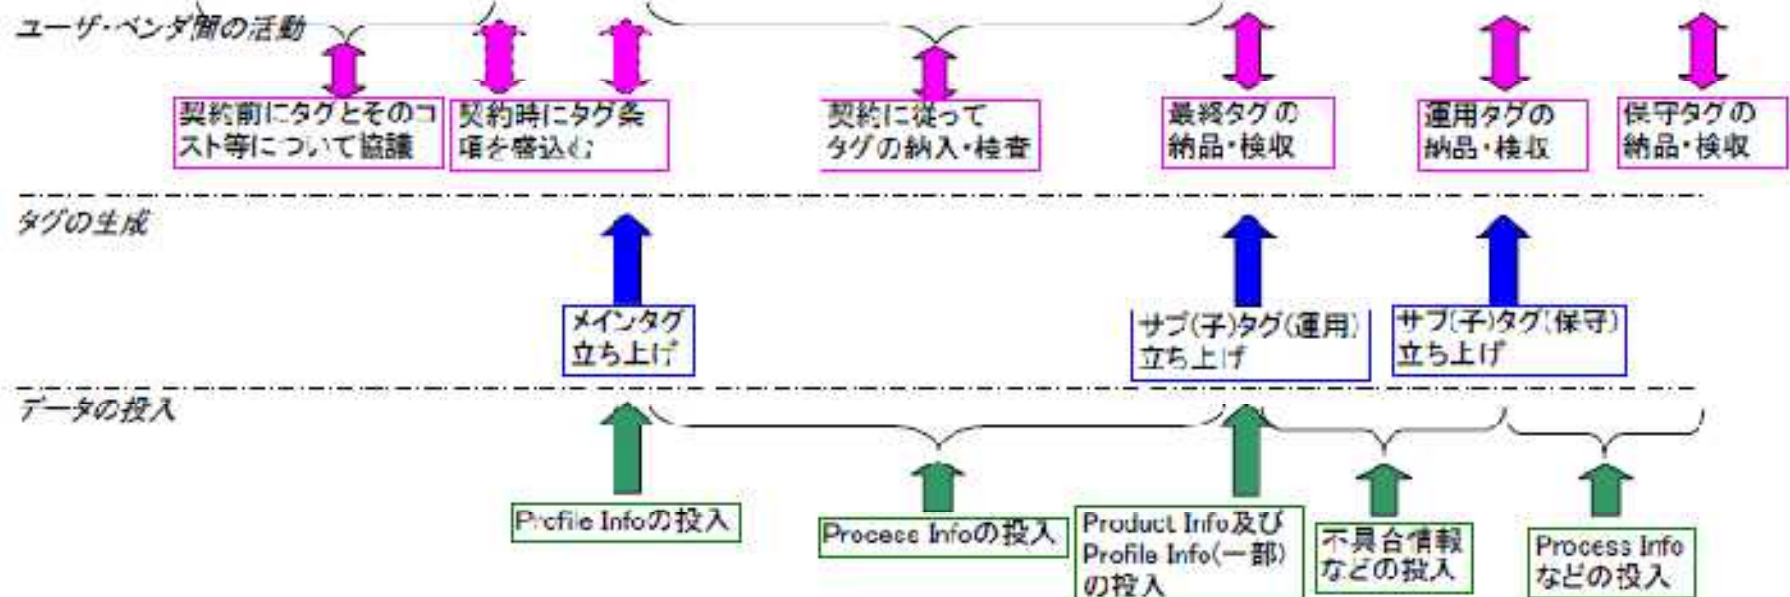 ユーザ・ベンダ間の活動
契約前にタグとそのコ
スト等について協議
契約時にタグ条
項を盛込む
契約に従って
タグの納入・検査
最終タグの
納品・検収
運用タグの
納品・検収
保守タグの
納品・検収
タグの生成
メインタグ
立ち上げ
サブ(子)タグ(運用)
立ち上げ
サブ(子)タグ(保守)
立ち上げ
データの投入
Profile Infoの投入
Process Infoの投入
Product Info及び
Profile Info(一部)
の投入
不具合情報
などの投入
Process Info
などの投入